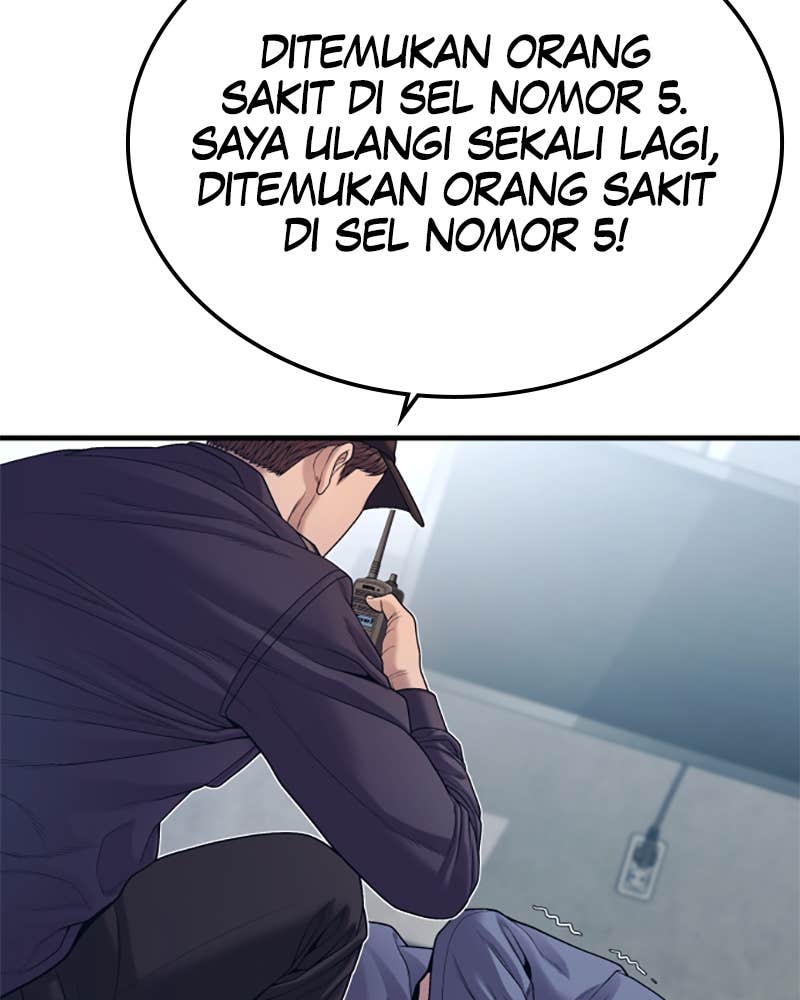 DITEMUKAN ORANG
SAKIT DI SEL NOMOR 5.
SAYA ULANGI SEKALI LAGI,
DITEMUKAN ORANG SAKIT
DI SEL NOMOR 5!